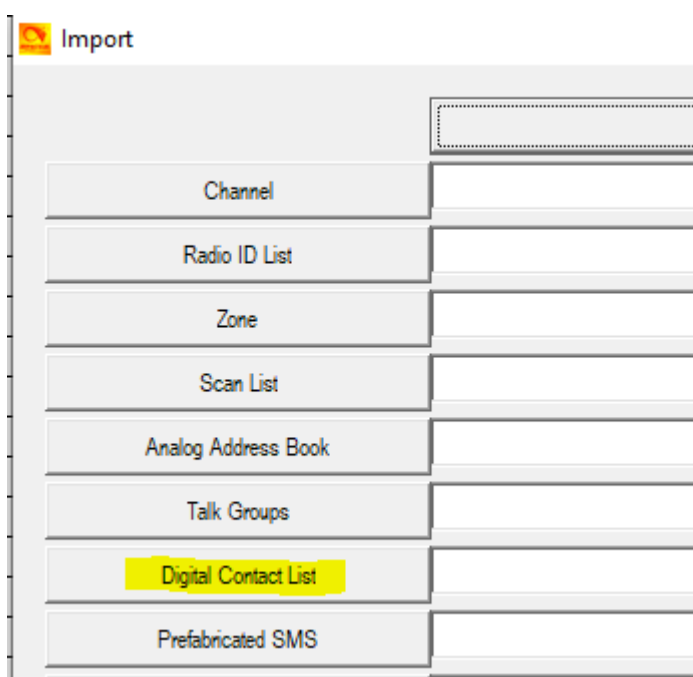 Import
Channel
Radio ID List
Zone
Scan List
Analog Address Book
Talk Groups
Digital Contact List
Prefabricated SMS